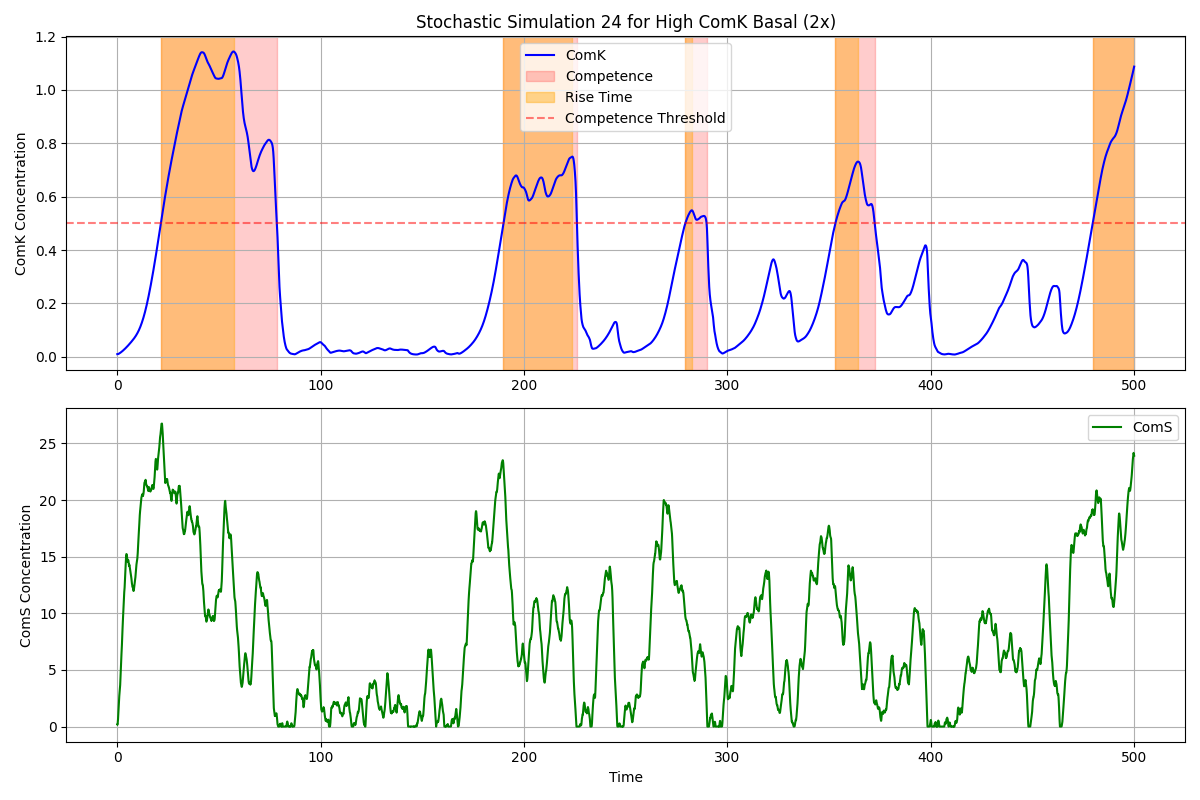 Stochastic Simulation 24 for High ComK Basal (2x)
ComK Concentration
1.2
1.0
0.8
0.6
0.4
0.2
0.0
ComK
Competence
Rise Time
Competence Threshold
0 100 200 300 400 500
ComS Concentration
25
20
15
10
5
0
ComS
0 100 200 300 400 500
Time